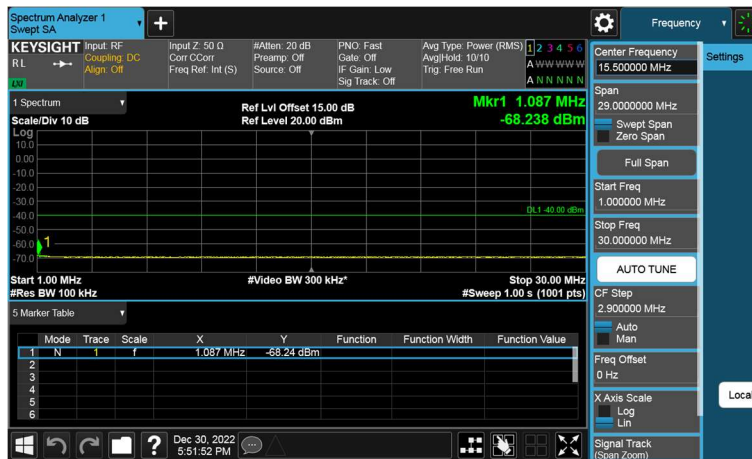 Spectrum Analyzer 1
Swept SA
+
Frequency
KEYSIGHT
RL
Input: RF
Coupling: DC
Align: Off
Input Z: 50 Ω
Corr CCorr
Freq Ref: Int (S)
#Atten: 20 dB
Preamp: Off
Source: Off
PNO: Fast
Gate: Off
IF Gain: Low
Sig Track: Off
Avg Type: Power (RMS)
Avg|Hold: 10/10
Trig: Free Run
1 2 3 4 5 6
A W W W W W
A N N N N N
LXI
1 Spectrum
Scale/Div 10 dB
Ref Lvl Offset 15.00 dB
Ref Level 20.00 dBm
Mkr1 1.087 MHz
-68.238 dBm
Log
10.0
0.00
-10.0
-20.0
-30.0
-40.0
-50.0
-60.0
-70.0
DL1 -40.00 dBm
1
Start 1.00 MHz
#Res BW 100 kHz
#Video BW 300 kHz*
Stop 30.00 MHz
#Sweep 1.00 s (1001 pts)
5 Marker Table
Mode Trace Scale X Y Function Function Width Function Value
1 N 1 f 1.087 MHz -68.24 dBm
2
3
4
5
6
?
Dec 30, 2022
5:51:52 PM
Center Frequency
15.500000 MHz
Span
29.0000000 MHz
Swept Span
Zero Span
Full Span
Start Freq
1.000000 MHz
Stop Freq
30.000000 MHz
AUTO TUNE
CF Step
2.900000 MHz
Auto
Man
Freq Offset
0 Hz
X Axis Scale
Log
Lin
Signal Track
(Span Zoom)
Settings
Local